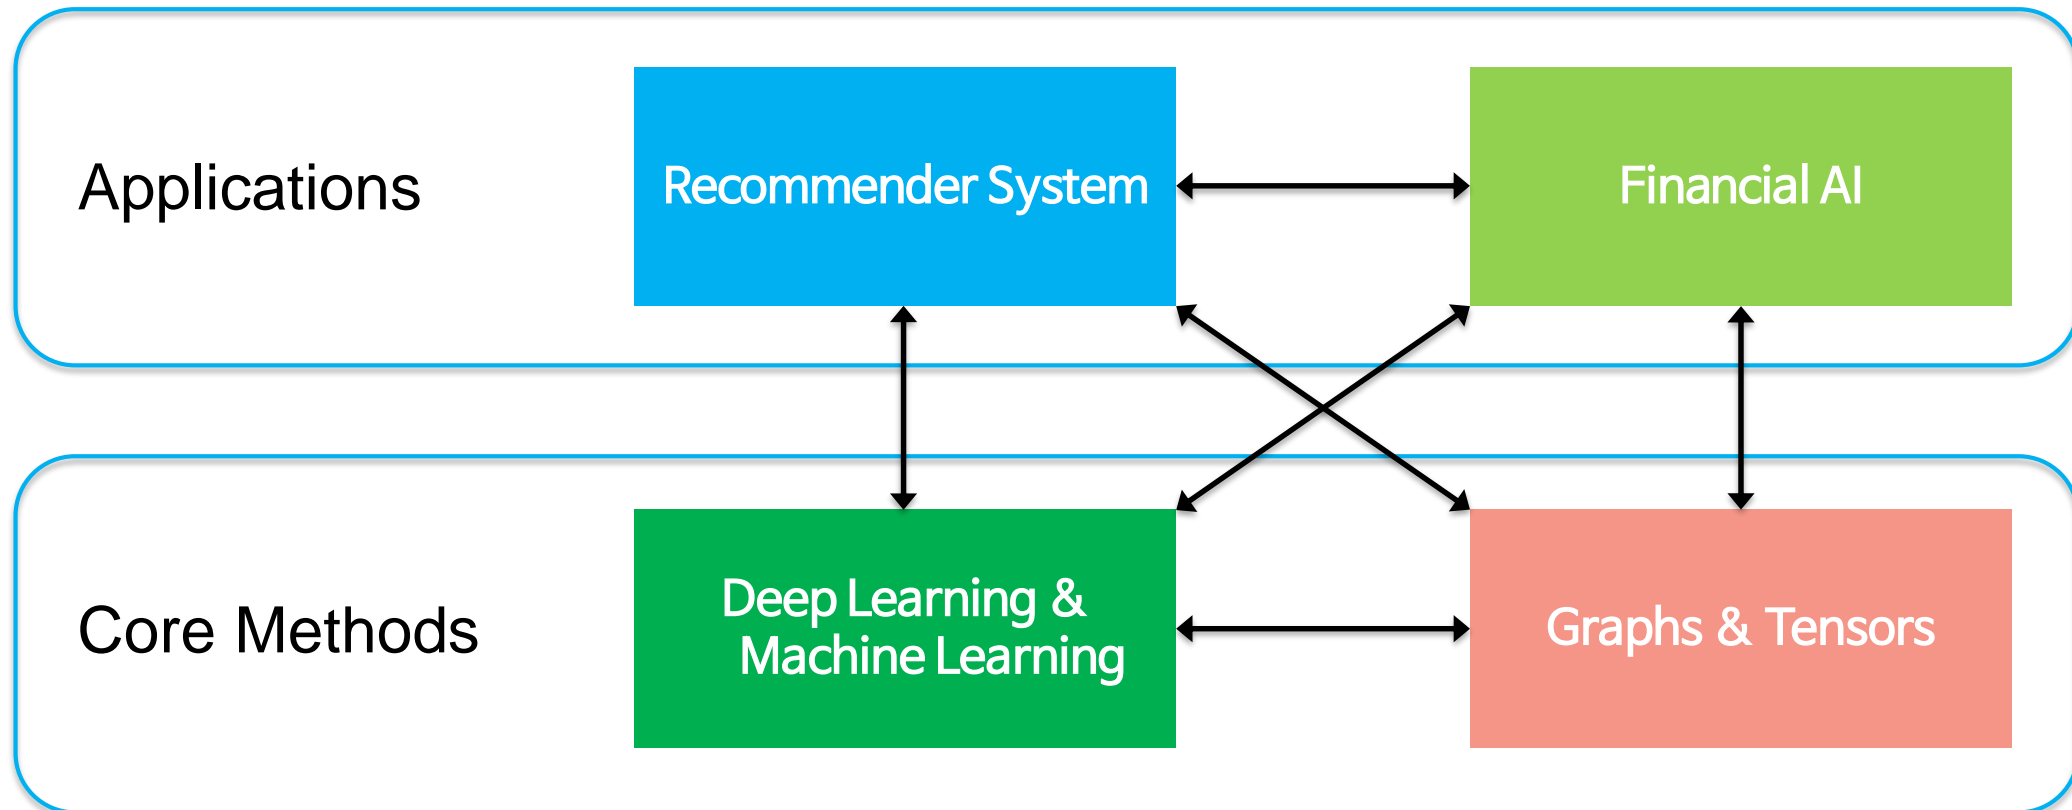 Applications
Recommender System
Financial AI
Core Methods
Deep Learning &
Machine Learning
Graphs & Tensors